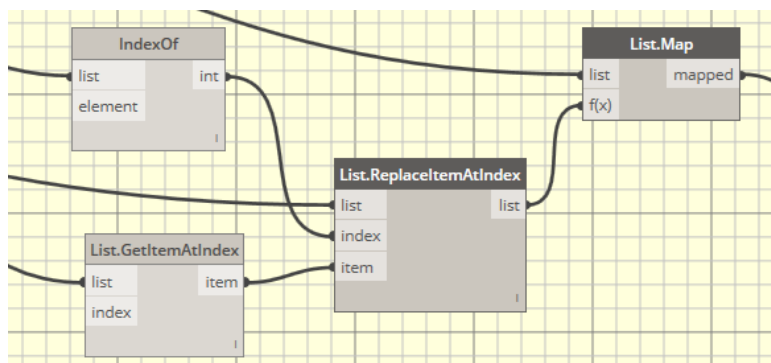 IndexOf
list int
element
l
List.GetItemAtIndex
list item
index
l
List.ReplaceItemAtIndex
list list
index
item
l
List.Map
list mapped
f(x)
l